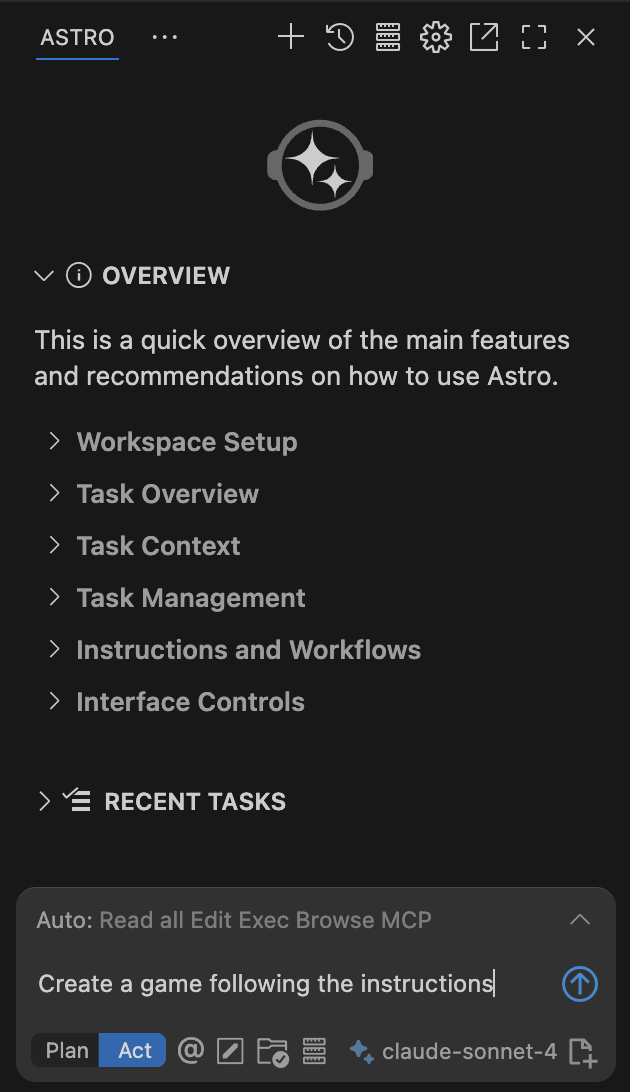 ASTRO
OVERVIEW
This is a quick overview of the main features
and recommendations on how to use Astro.
Workspace Setup
Task Overview
Task Context
Task Management
Instructions and Workflows
Interface Controls
RECENT TASKS
Auto: Read all Edit Exec Browse MCP
Create a game following the instructions
Plan Act @ claude-sonnet-4